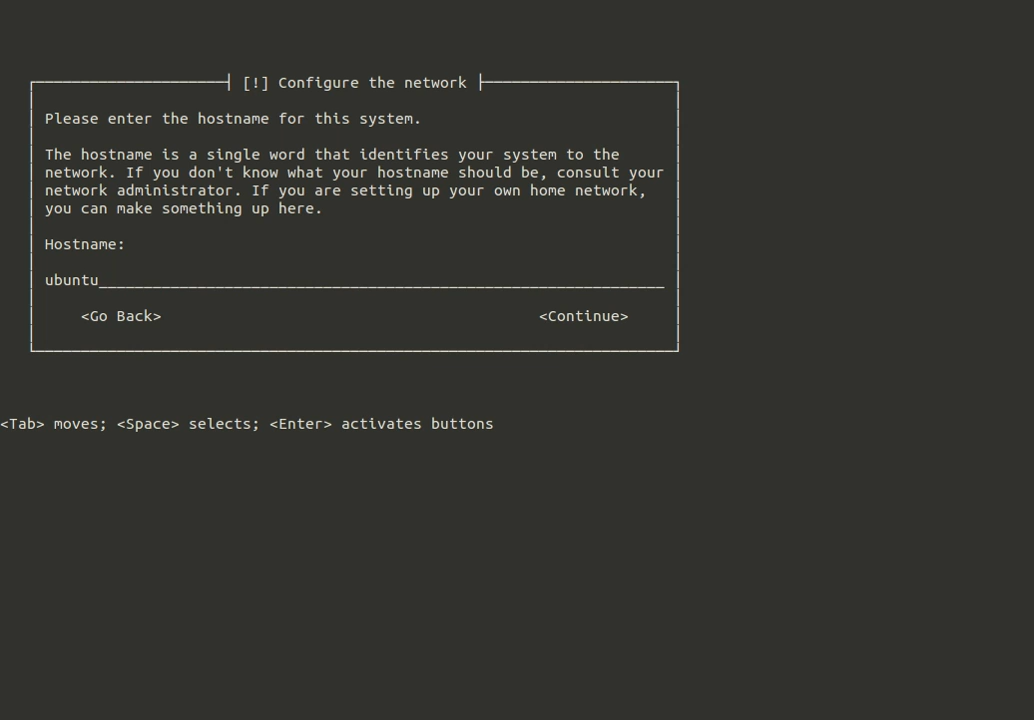 [!] Configure the network
Please enter the hostname for this system.
The hostname is a single word that identifies your system to the
network. If you don't know what your hostname should be, consult your
network administrator. If you are setting up your own home network,
you can make something up here.
Hostname:
ubuntu_______________________________________________________________
<Go Back> <Continue>
<Tab> moves; <Space> selects; <Enter> activates buttons